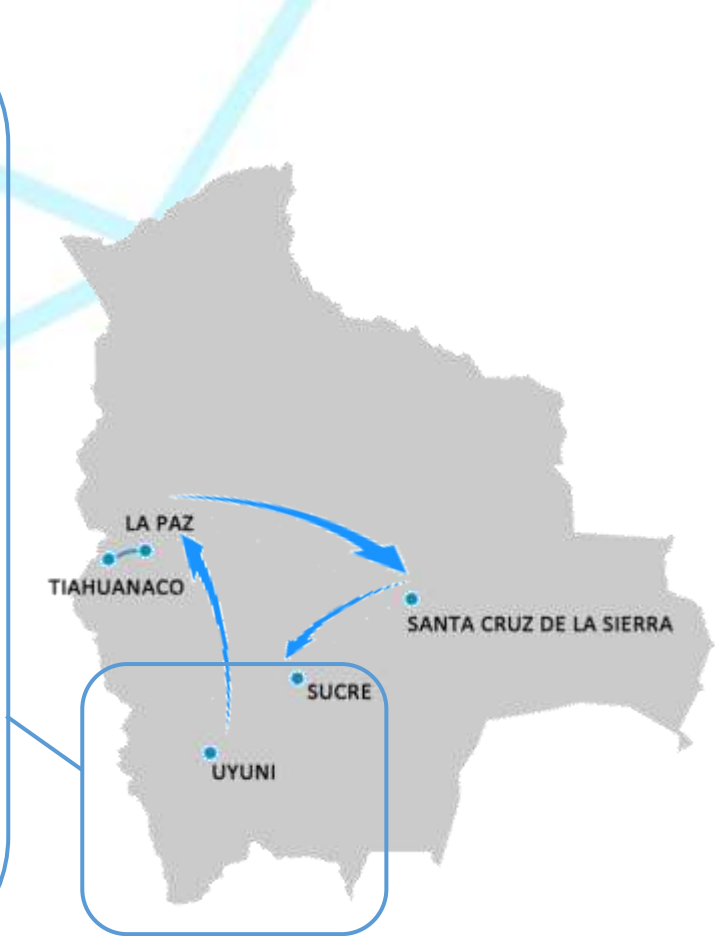 LA PAZ
TIAHUANACO
SANTA CRUZ DE LA SIERRA
SUCRE
UYUNI